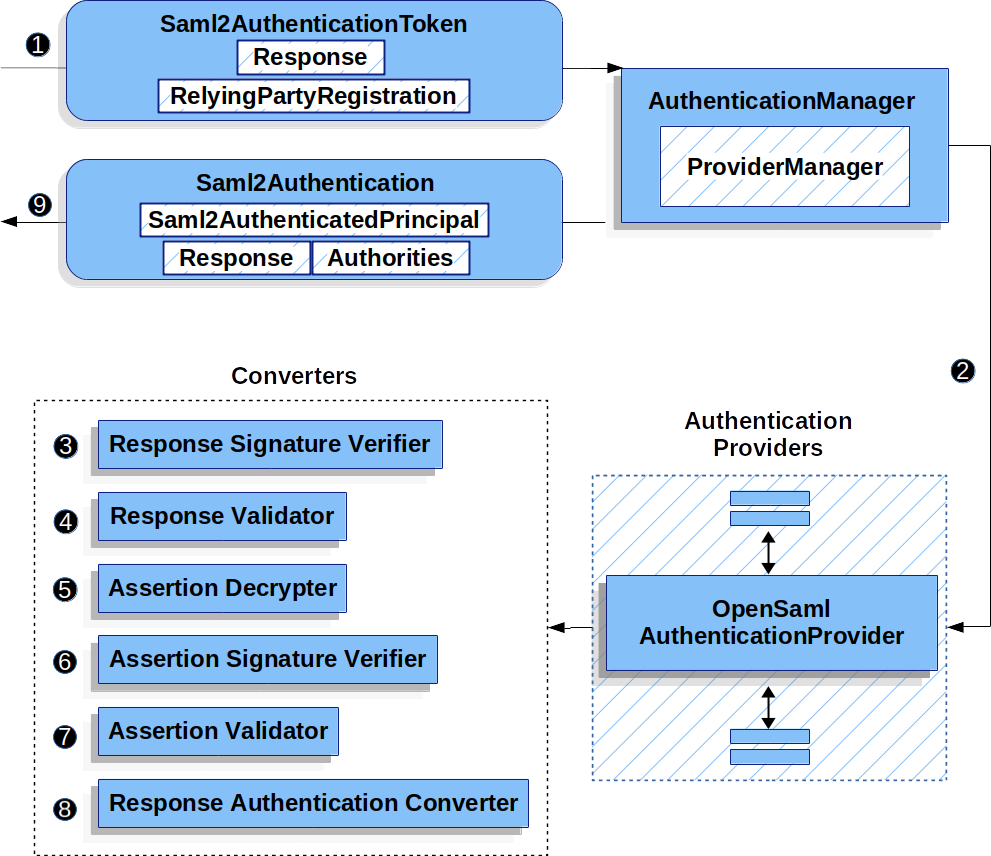 1
Saml2AuthenticationToken
Response
RelyingPartyRegistration
AuthenticationManager
ProviderManager
9
Saml2Authentication
Saml2AuthenticatedPrincipal
Response Authorities
2
Converters
3 Response Signature Verifier
4 Response Validator
5 Assertion Decrypter
6 Assertion Signature Verifier
7 Assertion Validator
8 Response Authentication Converter
Authentication
Providers
OpenSaml
AuthenticationProvider